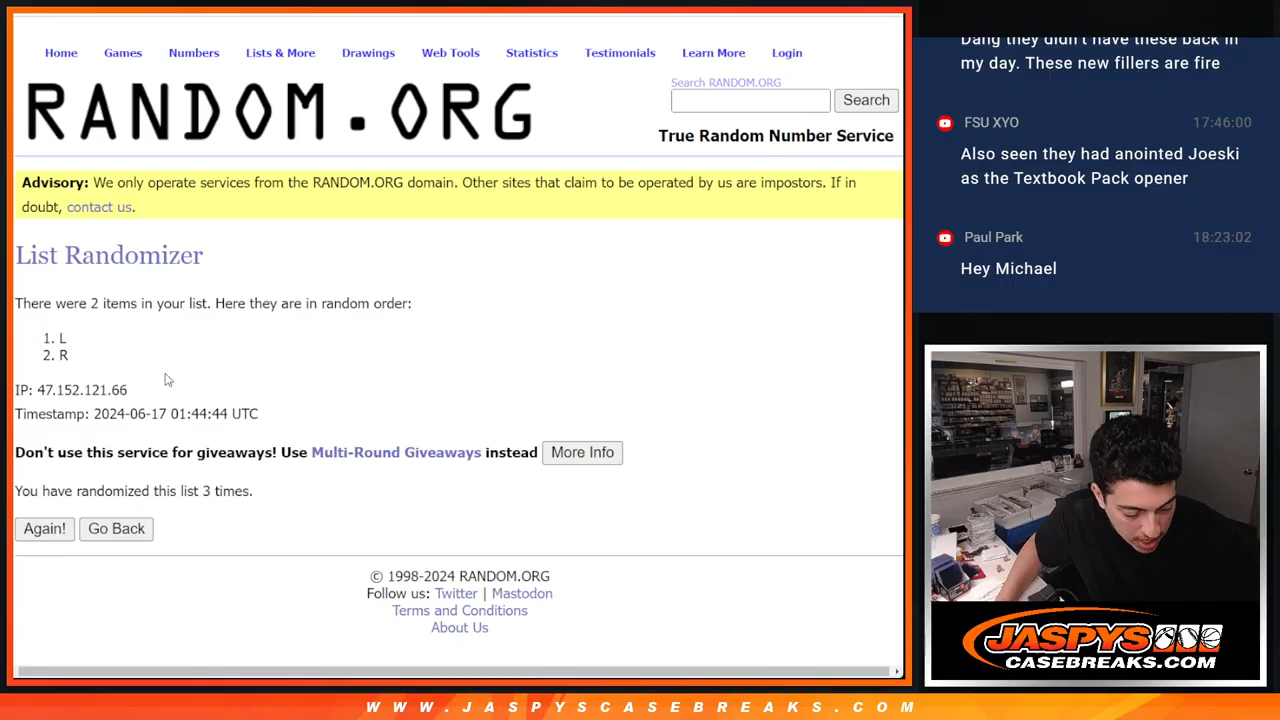 Home Games Numbers Lists & More Drawings Web Tools Statistics Testimonials Learn More Login
RANDOM.ORG
Search RANDOM.ORG
Search
True Random Number Service
Advisory: We only operate services from the RANDOM.ORG domain. Other sites that claim to be operated by us are impostors. If in
doubt, contact us.
List Randomizer
There were 2 items in your list. Here they are in random order:
1. L
2. R
IP: 47.152.121.66
Timestamp: 2024-06-17 01:44:44 UTC
Don't use this service for giveaways! Use Multi-Round Giveaways instead More Info
You have randomized this list 3 times.
Again! Go Back
© 1998-2024 RANDOM.ORG
Follow us: Twitter | Mastodon
Terms and Conditions
About Us
Dang they didn't have these back in
my day. These new fillers are fire
FSU XYO 17:46:00
Also seen they had anointed Joeski
as the Textbook Pack opener
Paul Park 18:23:02
Hey Michael
JASPYS
CASEBREAKS.COM
WWW.JASPYSCASEBREAKS.COM